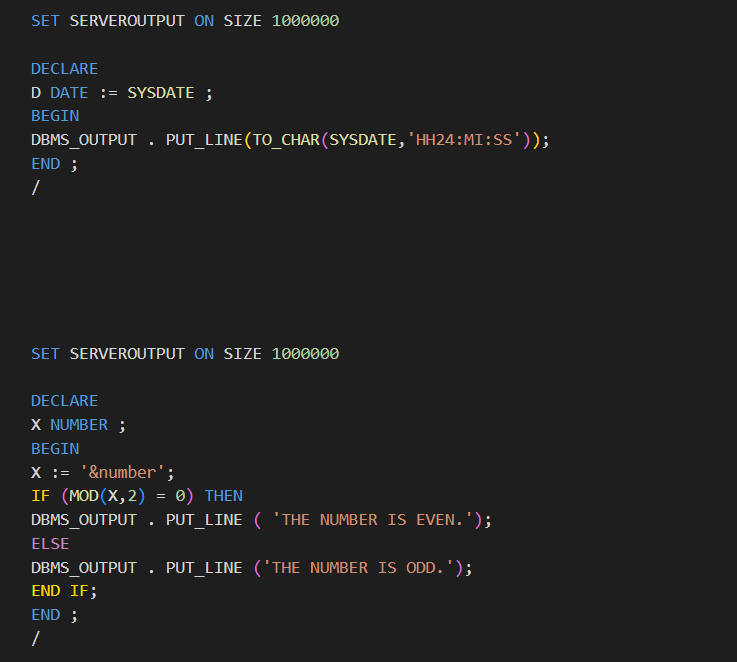 SET SERVEROUTPUT ON SIZE 1000000
DECLARE
D DATE := SYSDATE ;
BEGIN
DBMS_OUTPUT . PUT_LINE(TO_CHAR(SYSDATE,'HH24:MI:SS'));
END ;
/
SET SERVEROUTPUT ON SIZE 1000000
DECLARE
X NUMBER ;
BEGIN
X := '&number';
IF (MOD(X,2) = 0) THEN
DBMS_OUTPUT . PUT_LINE ( 'THE NUMBER IS EVEN.');
ELSE
DBMS_OUTPUT . PUT_LINE ('THE NUMBER IS ODD.');
END IF;
END ;
/